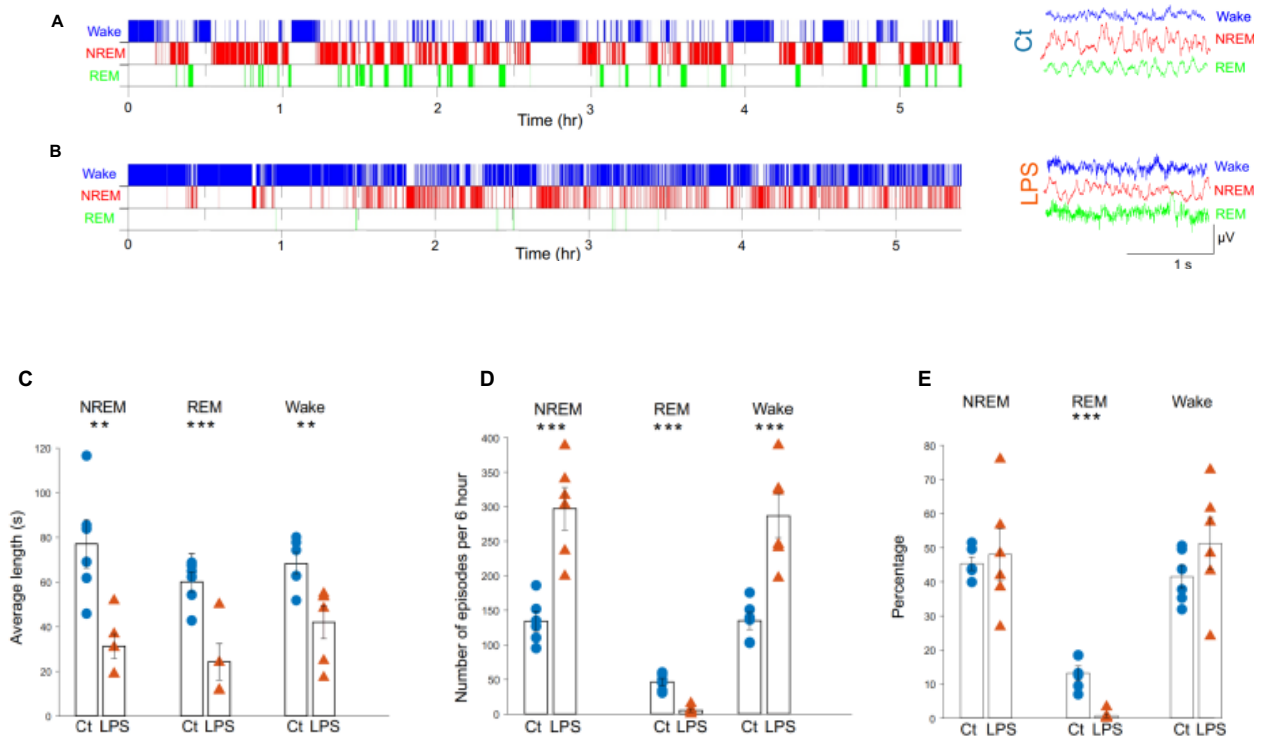 A
Wake
NREM
REM
0 1 2 3 4 5
Time (hr)
Ct
Wake
NREM
REM
B
Wake
NREM
REM
0 1 2 3 4 5
Time (hr)
LPS
Wake
NREM
REM
µV
1 s
C
NREM REM Wake
** *** **
Average length (s)
120
100
80
60
40
20
0
Ct LPS Ct LPS Ct LPS
D
NREM REM Wake
*** *** ***
Number of episodes per 6 hour
400
350
300
250
200
150
100
50
0
Ct LPS Ct LPS Ct LPS
E
NREM REM Wake
***
Percentage
80
70
60
50
40
30
20
10
0
Ct LPS Ct LPS Ct LPS